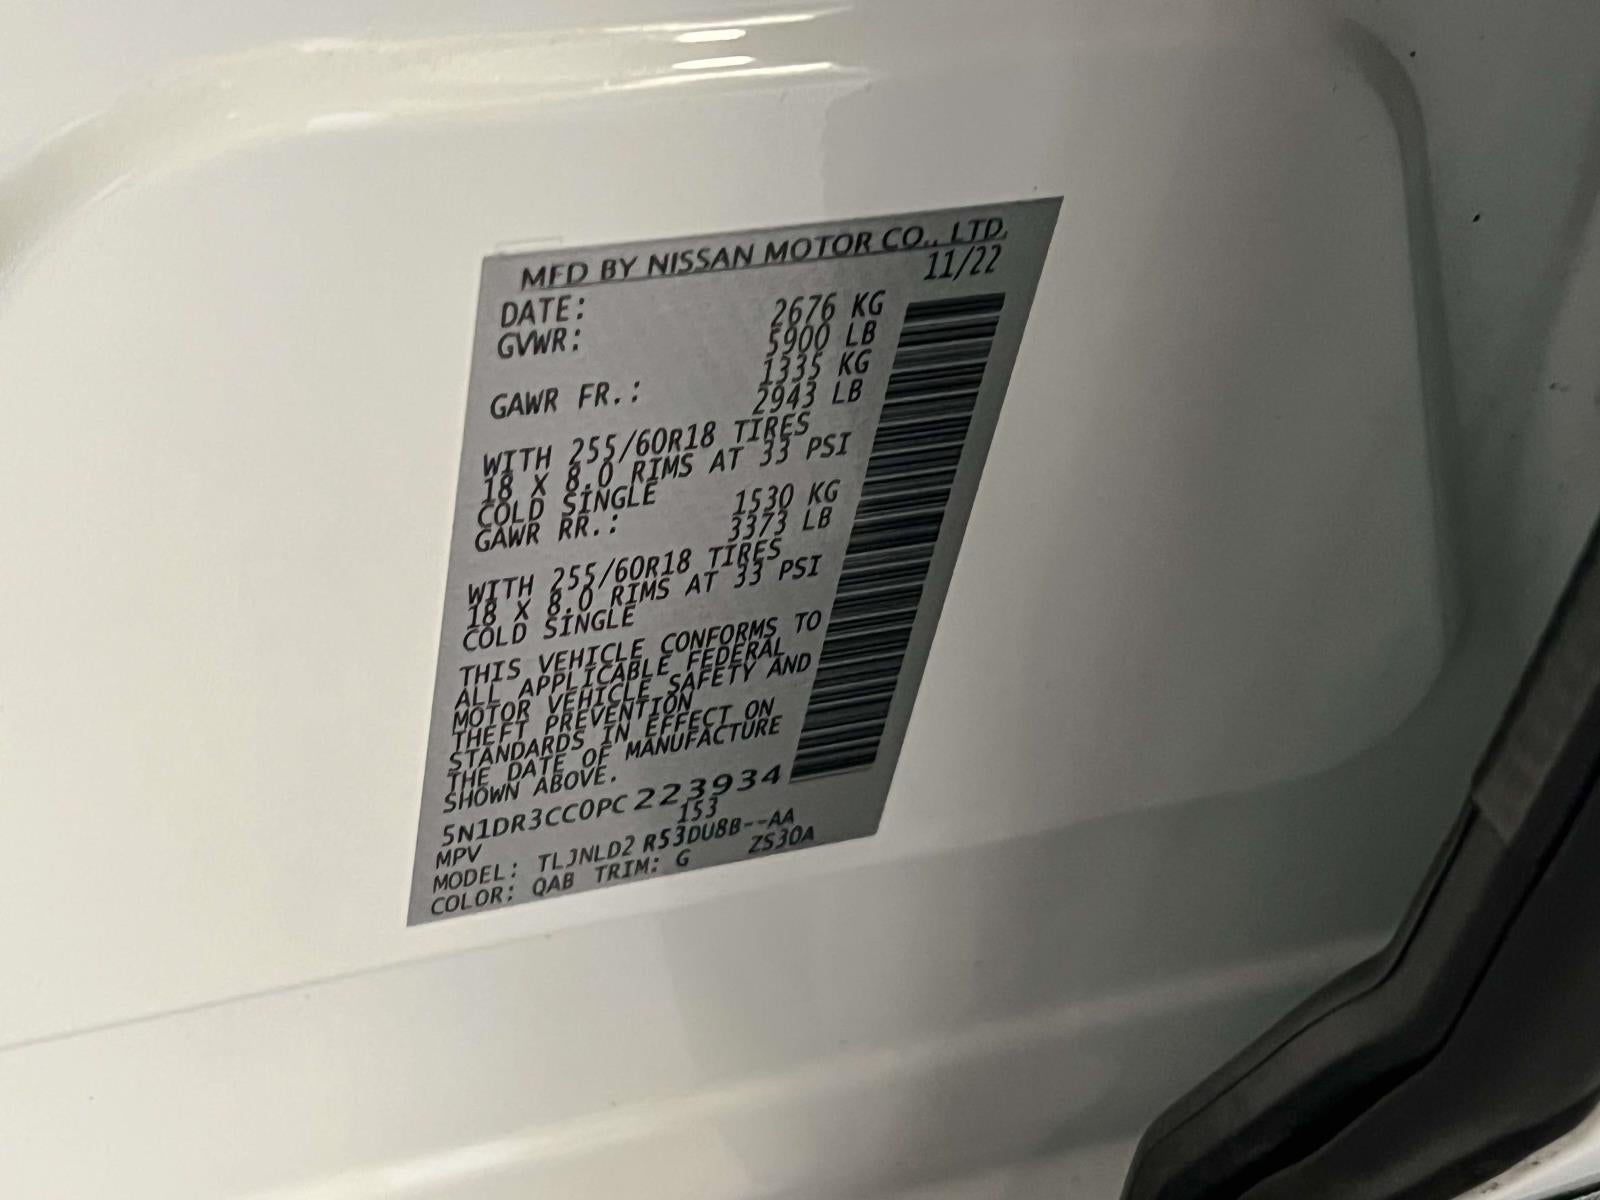 MFD BY NISSAN MOTOR CO., LTD.
DATE: 11/22
GVWR: 2676 KG
5900 LB
GAWR FR.: 1335 KG
2943 LB
WITH 255/60R18 TIRES
18 X 8.0 RIMS AT 33 PSI
COLD SINGLE
GAWR RR.: 1530 KG
3373 LB
WITH 255/60R18 TIRES
18 X 8.0 RIMS AT 33 PSI
COLD SINGLE
THIS VEHICLE CONFORMS TO
ALL APPLICABLE FEDERAL
MOTOR VEHICLE SAFETY AND
THEFT PREVENTION
STANDARDS IN EFFECT ON
THE DATE OF MANUFACTURE
SHOWN ABOVE.
5N1DR3CC0PC223934
MPV 153
MODEL: TLJNLD2 R53DU8B--AA
COLOR: QAB TRIM: G ZS30A